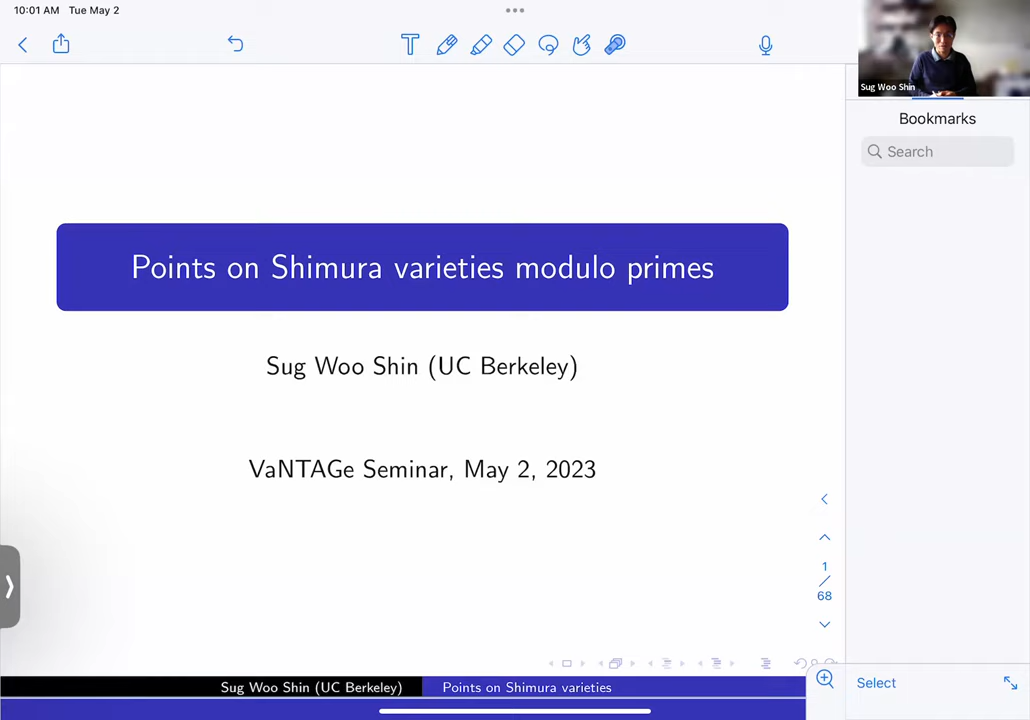 10:01 AM Tue May 2
Sug Woo Shin
Bookmarks
Search
Points on Shimura varieties modulo primes
Sug Woo Shin (UC Berkeley)
VaNTAGe Seminar, May 2, 2023
1
/
68
Sug Woo Shin (UC Berkeley) Points on Shimura varieties
Select